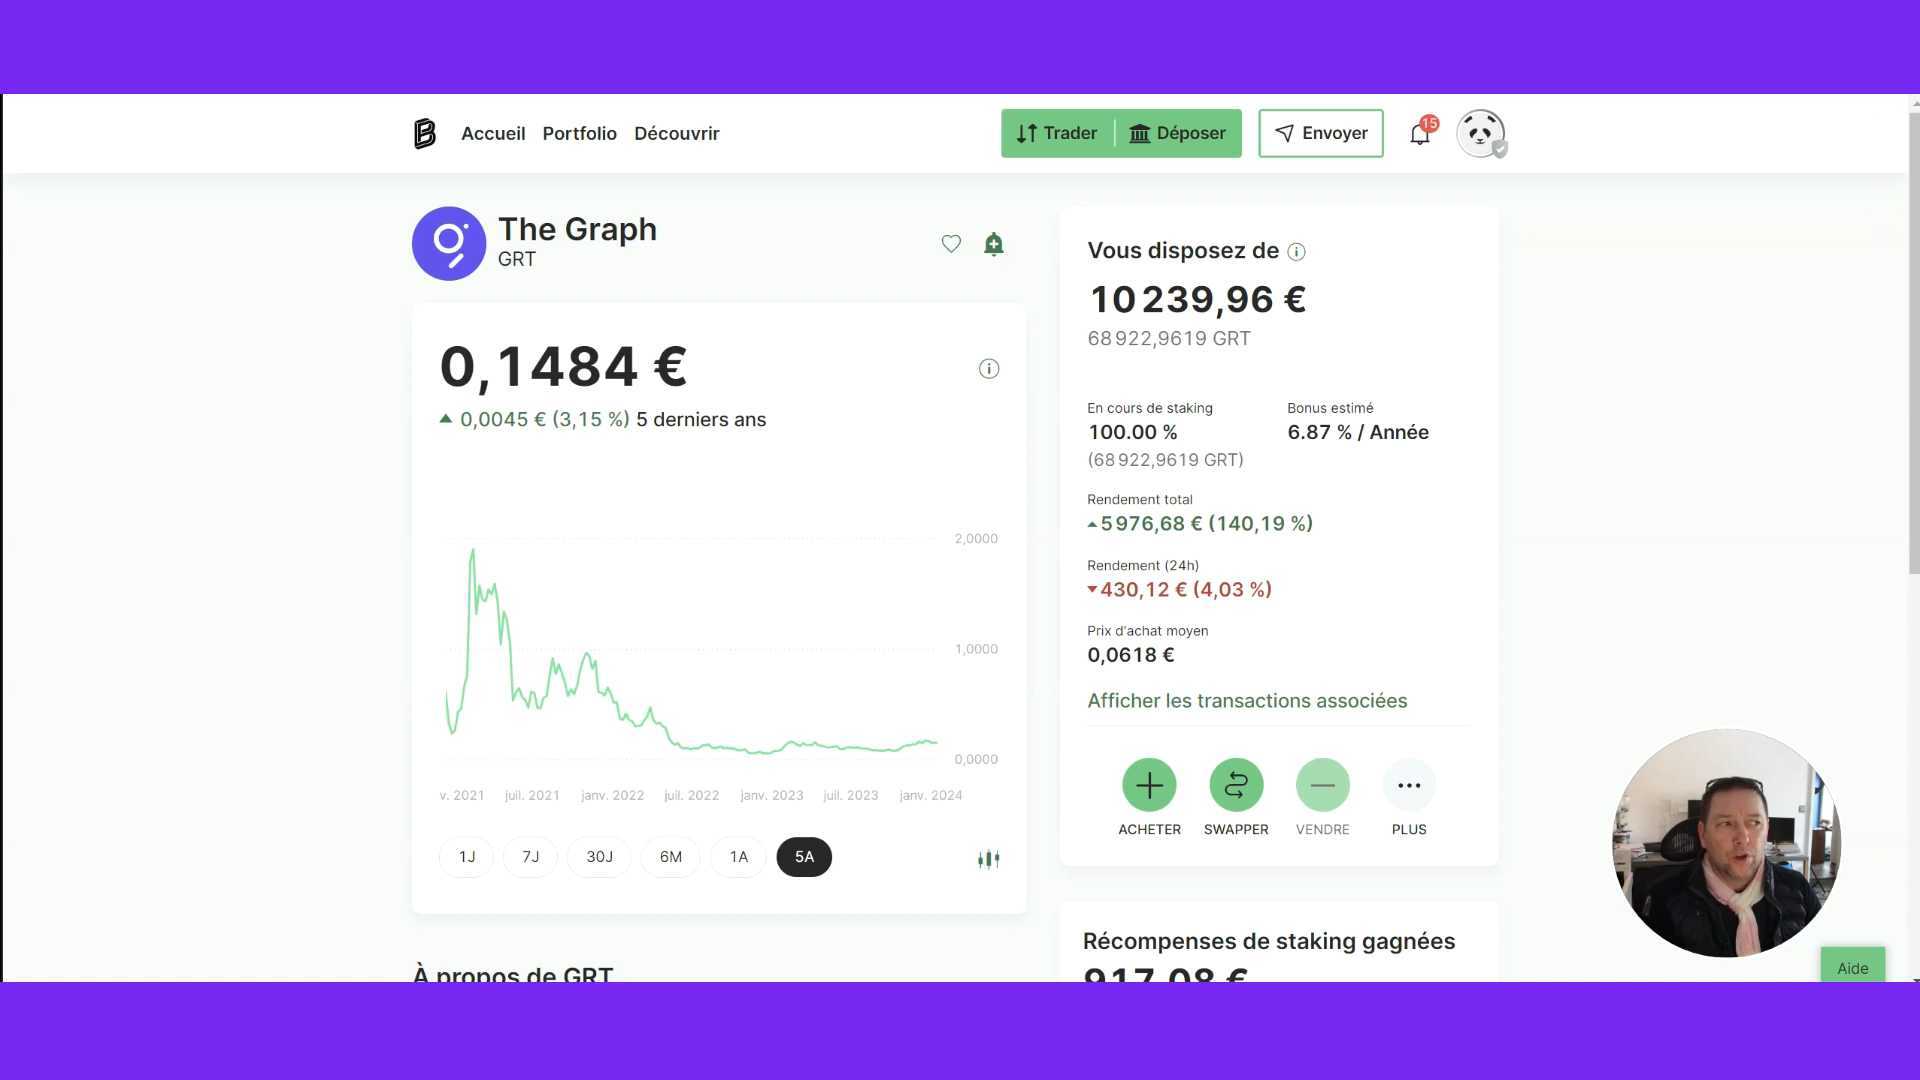 Accueil Portfolio Découvrir
Trader Déposer Envoyer 15
The Graph
GRT
0,1484 €
0,0045 € (3,15 %) 5 derniers ans
2,0000
1,0000
0,0000
v. 2021 juil. 2021 janv. 2022 juil. 2022 janv. 2023 juil. 2023 janv. 2024
1J 7J 30J 6M 1A 5A
À propos de GRT
Vous disposez de
10 239,96 €
68 922,9619 GRT
En cours de staking
100.00 %
(68 922,9619 GRT)
Bonus estimé
6.87 % / Année
Rendement total
5 976,68 € (140,19 %)
Rendement (24h)
430,12 € (4,03 %)
Prix d'achat moyen
0,0618 €
Afficher les transactions associées
ACHETER SWAPPER VENDRE PLUS
Récompenses de staking gagnées
917,08 €
Aide